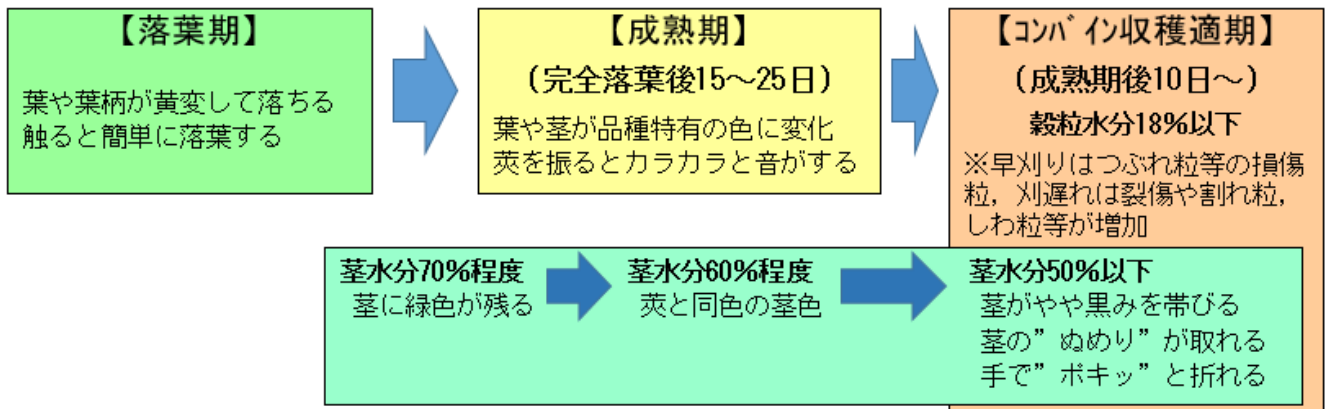 【落葉期】
葉や葉柄が黄変して落ちる
触ると簡単に落葉する
【成熟期】
（完全落葉後15～25日）
葉や茎が品種特有の色に変化
莢を振るとカラカラと音がする
【ｺﾝﾊﾞｲﾝ収穫適期】
（成熟期後10日～）
穀粒水分18%以下
※早刈りはつぶれ粒等の損傷
粒，刈遅れは裂傷や割れ粒，
しわ粒等が増加
茎水分70%程度
茎に緑色が残る
茎水分60%程度
莢と同色の茎色
茎水分50%以下
茎がやや黒みを帯びる
茎の”ぬめり”が取れる
手で”ポキッ”と折れる